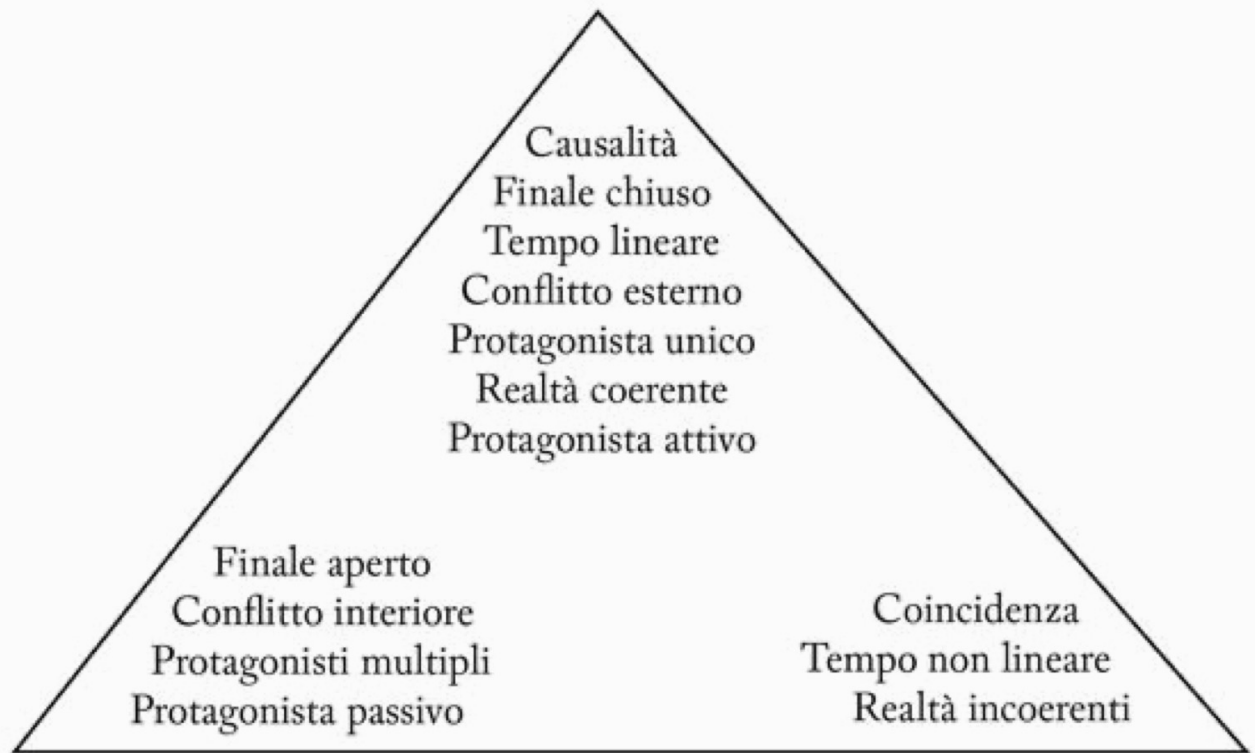 Causalità
Finale chiuso
Tempo lineare
Conflitto esterno
Protagonista unico
Realtà coerente
Protagonista attivo
Finale aperto
Conflitto interiore
Protagonisti multipli
Protagonista passivo
Coincidenza
Tempo non lineare
Realtà incoerenti